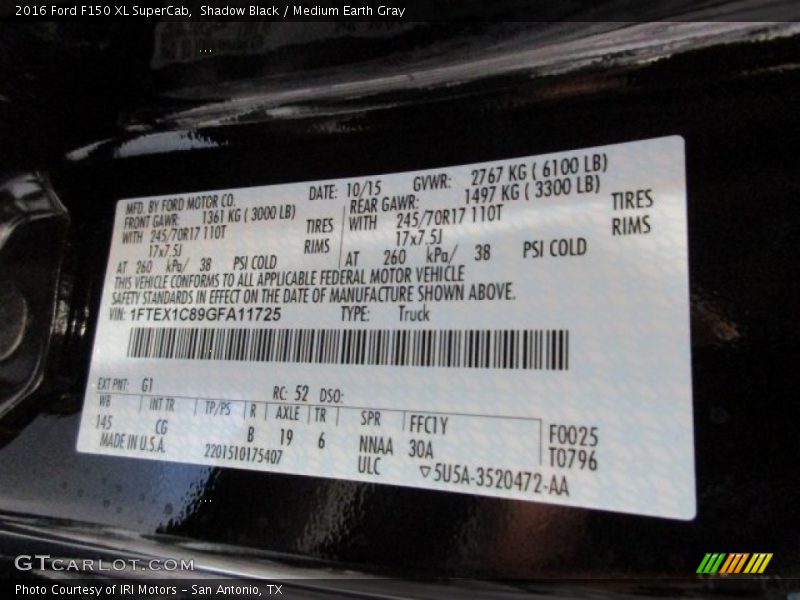 2016 Ford F150 XL SuperCab, Shadow Black / Medium Earth Gray
MFD. BY FORD MOTOR CO. DATE: 10/15 GVWR: 2767 KG ( 6100 LB)
FRONT GAWR: 1361 KG ( 3000 LB) REAR GAWR: 1497 KG ( 3300 LB)
WITH 245/70R17 110T TIRES WITH 245/70R17 110T TIRES
17x7.5J RIMS 17x7.5J RIMS
AT 260 kPa/ 38 PSI COLD AT 260 kPa/ 38 PSI COLD
THIS VEHICLE CONFORMS TO ALL APPLICABLE FEDERAL MOTOR VEHICLE
SAFETY STANDARDS IN EFFECT ON THE DATE OF MANUFACTURE SHOWN ABOVE.
VIN: 1FTEX1C89GFA11725 TYPE: Truck
EXT PNT: G1 RC: 52 DSO:
WB INT TR TP/PS R AXLE TR SPR FFC1Y F0025
145 CG B 19 6 NNAA 30A T0796
MADE IN U.S.A. 2201510175407 ULC ▽5U5A-3520472-AA
GTCARLOT.COM
Photo Courtesy of IRI Motors - San Antonio, TX